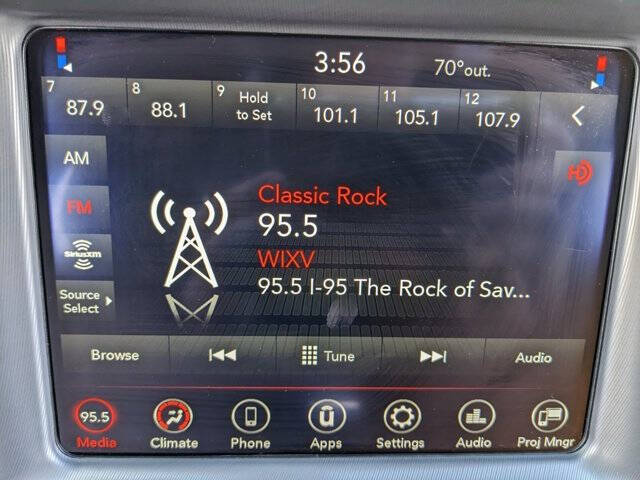 3:56 70°out.
7 87.9 8 88.1 9 Hold to Set 10 101.1 11 105.1 12 107.9
AM
HD
Classic Rock
FM
95.5
WIXV
SiriusXM
95.5 I-95 The Rock of Sav...
Source
Select
Browse Tune Audio
95.5
Media Climate Phone Apps Settings Audio Proj Mngr